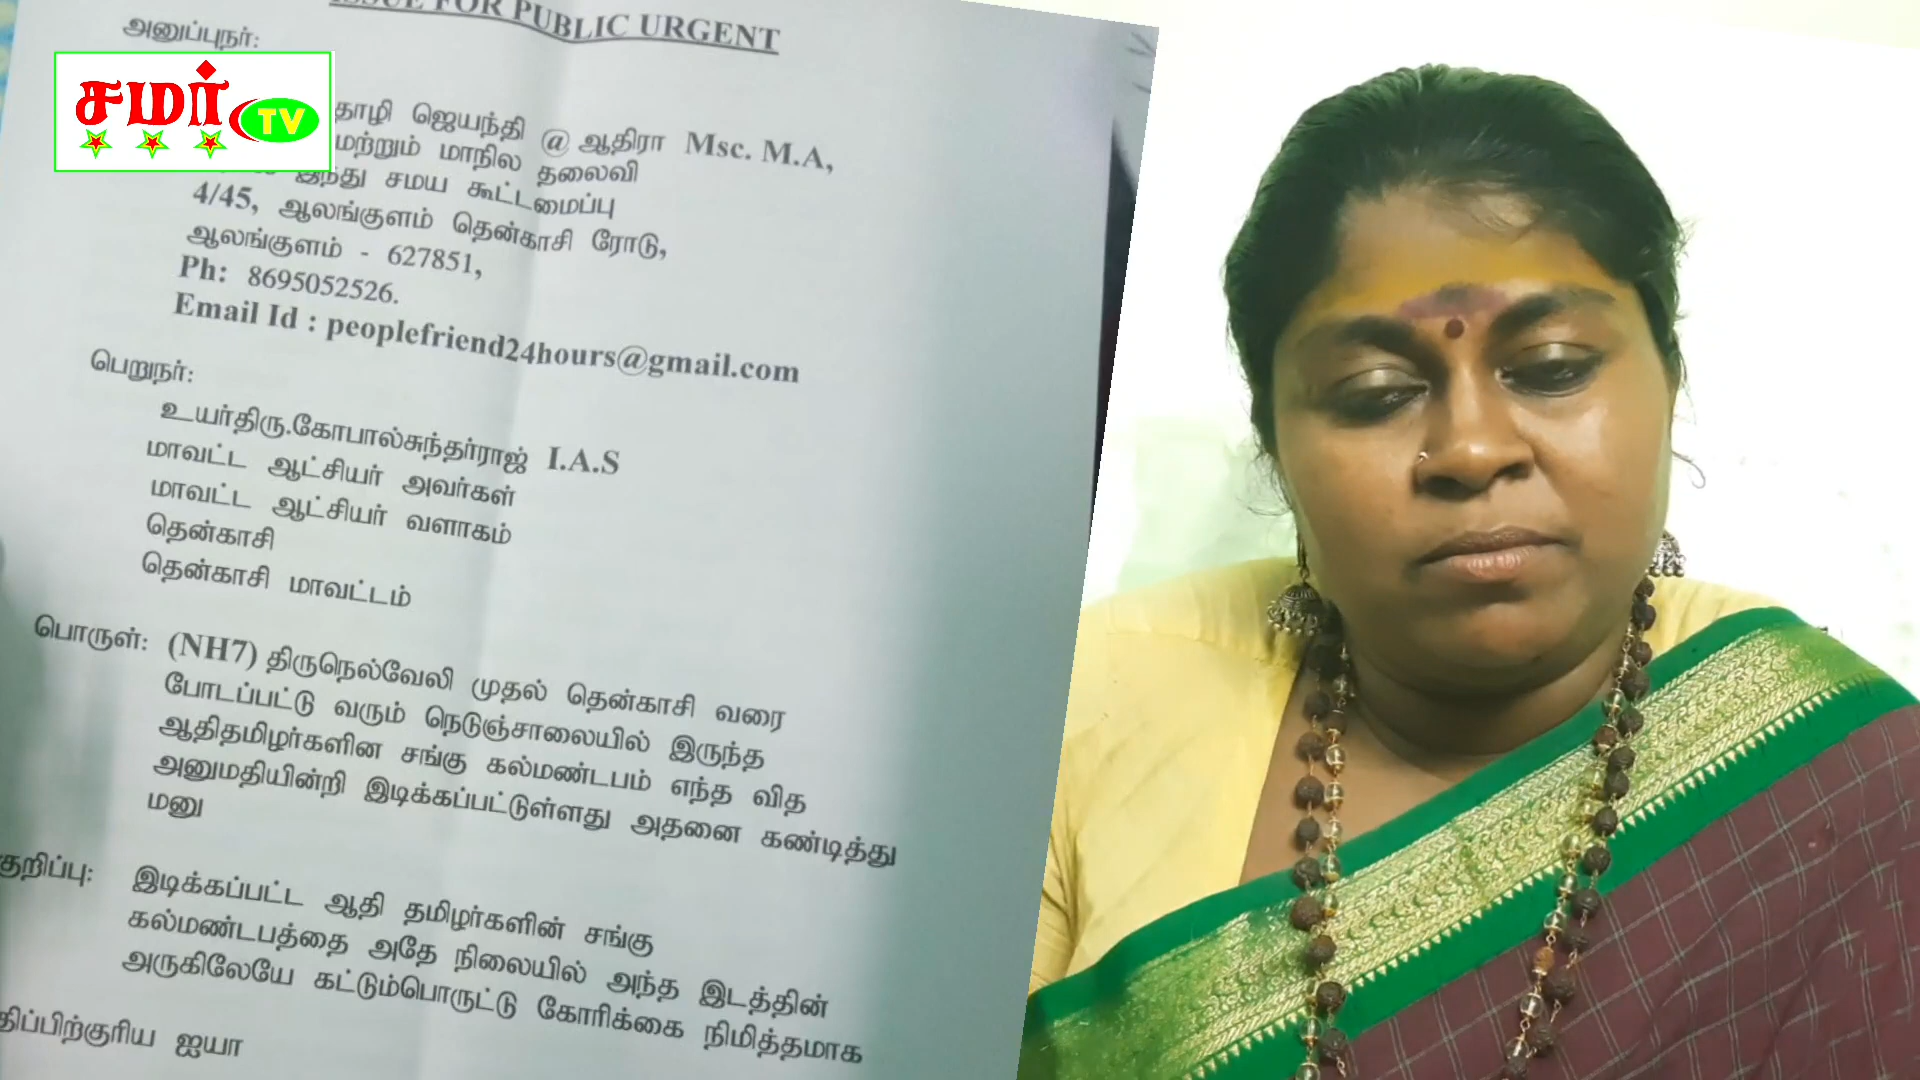 ISSUE FOR PUBLIC URGENT
அனுப்புநர்:
சமர் TV
தாழி ஜெயந்தி @ ஆதிரா Msc. M.A,
மற்றும் மாநில தலைவி
இந்து சமய கூட்டமைப்பு
4/45, ஆலங்குளம் தென்காசி ரோடு,
ஆலங்குளம் - 627851,
Ph: 8695052526.
Email Id : peoplefriend24hours@gmail.com
பெறுநர்:
உயர்திரு.கோபால்சுந்தர்ராஜ் I.A.S
மாவட்ட ஆட்சியர் அவர்கள்
மாவட்ட ஆட்சியர் வளாகம்
தென்காசி
தென்காசி மாவட்டம்
பொருள்: (NH7) திருநெல்வேலி முதல் தென்காசி வரை
போடப்பட்டு வரும் நெடுஞ்சாலையில் இருந்த
ஆதிதமிழர்களின சங்கு கல்மண்டபம் எந்த வித
அனுமதியின்றி இடிக்கப்பட்டுள்ளது அதனை கண்டித்து
மனு
குறிப்பு: இடிக்கப்பட்ட ஆதி தமிழர்களின் சங்கு
கல்மண்டபத்தை அதே நிலையில் அந்த இடத்தின்
அருகிலேயே கட்டும்பொருட்டு கோரிக்கை நிமித்தமாக
திப்பிற்குரிய ஐயா